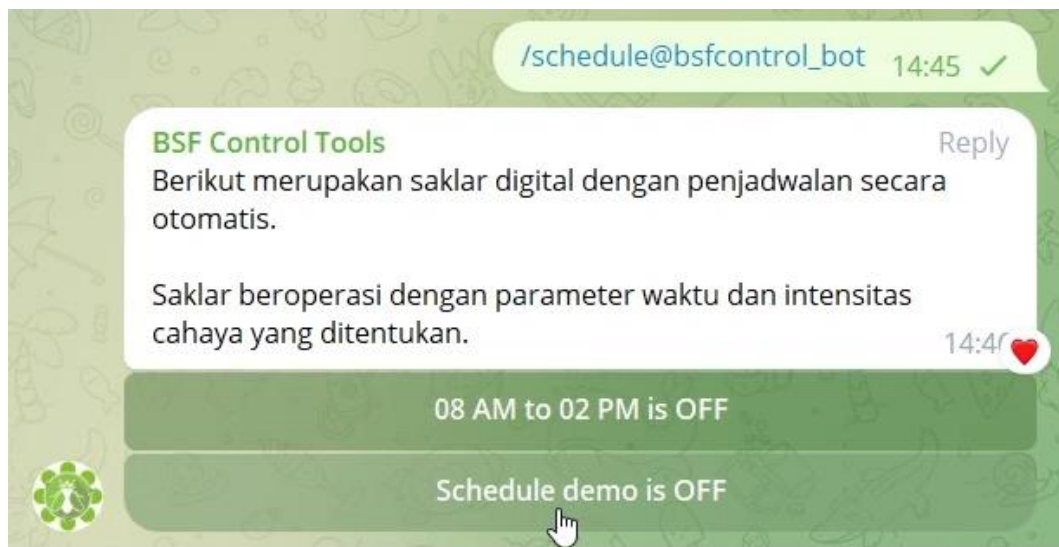 /schedule@bsfcontrol_bot 14:45
BSF Control Tools Reply
Berikut merupakan saklar digital dengan penjadwalan secara
otomatis.
Saklar beroperasi dengan parameter waktu dan intensitas
cahaya yang ditentukan.
08 AM to 02 PM is OFF
Schedule demo is OFF